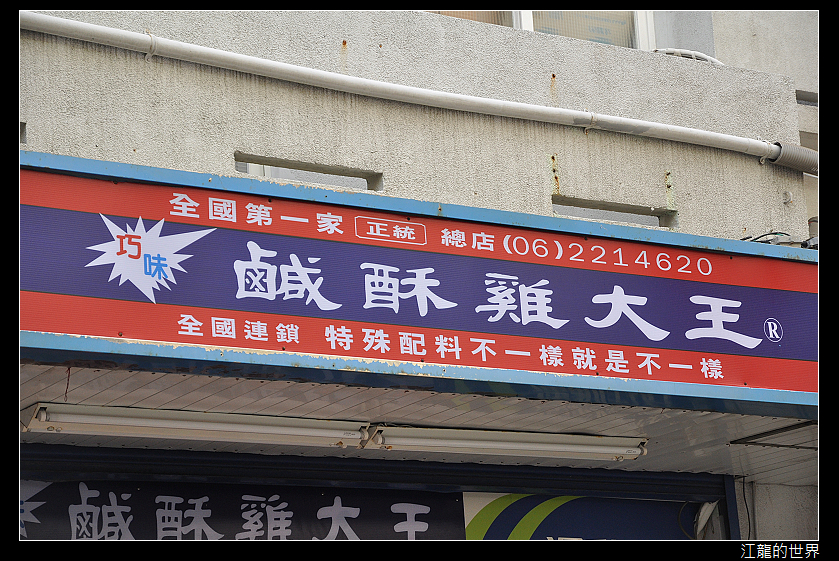 全國第一家 正統 總店(06)2214620
巧味
鹹酥雞大王®
全國連鎖 特殊配料不一樣就是不一樣
鹹酥雞大王
江龍的世界